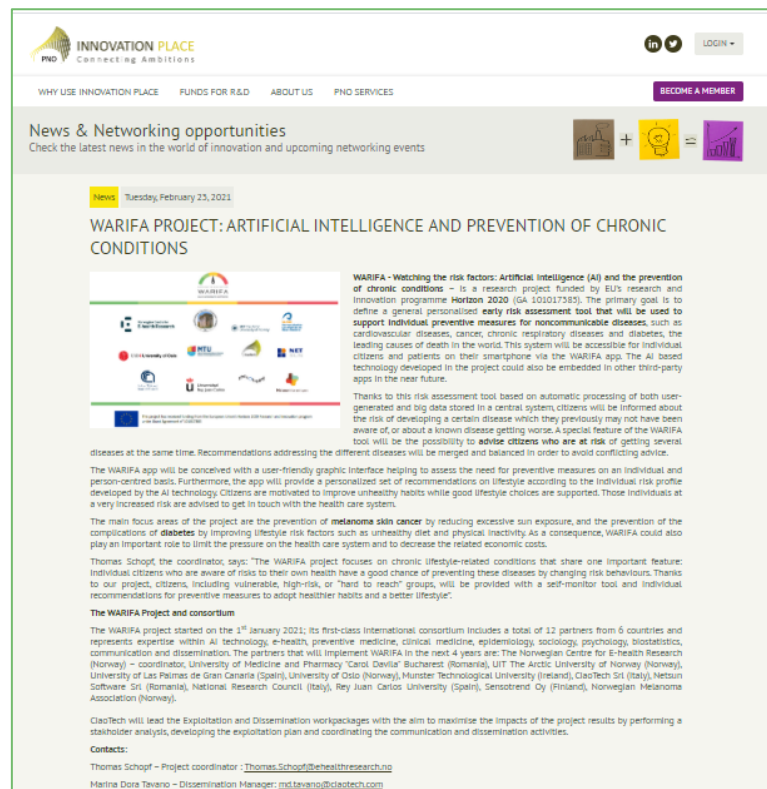 INNOVATION PLACE
PNO Connecting Ambitions
in
LOGIN
WHY USE INNOVATION PLACE FUNDS FOR R&D ABOUT US PNO SERVICES
BECOME A MEMBER
News & Networking opportunities
Check the latest news in the world of innovation and upcoming networking events
+ =
News Tuesday, February 23, 2021
WARIFA PROJECT: ARTIFICIAL INTELLIGENCE AND PREVENTION OF CHRONIC
CONDITIONS
WARIFA
MTU
NET
WARIFA - Watching the risk factors: Artificial Intelligence (AI) and the prevention
of chronic conditions – is a research project funded by EU's research and
innovation programme Horizon 2020 (GA 101017385). The primary goal is to
define a general personalised early risk assessment tool that will be used to
support individual preventive measures for noncommunicable diseases, such as
cardiovascular diseases, cancer, chronic respiratory diseases and diabetes, the
leading causes of death in the world. This system will be accessible for individual
citizens and patients on their smartphone via the WARIFA app. The AI based
technology developed in the project could also be embedded in other third-party
apps in the near future.
Thanks to this risk assessment tool based on automatic processing of both user-
generated and big data stored in a central system, citizens will be informed about
the risk of developing a certain disease which they previously may not have been
aware of, or about a known disease getting worse. A special feature of the WARIFA
tool will be the possibility to advise citizens who are at risk of getting several
diseases at the same time. Recommendations addressing the different diseases will be merged and balanced in order to avoid conflicting advice.
The WARIFA app will be conceived with a user-friendly graphic interface helping to assess the need for preventive measures on an individual and
person-centred basis. Furthermore, the app will provide a personalized set of recommendations on lifestyle according to the individual risk profile
developed by the AI technology. Citizens are motivated to improve unhealthy habits while good lifestyle choices are supported. Those individuals at
a very increased risk are advised to get in touch with the health care system.
The main focus areas of the project are the prevention of melanoma skin cancer by reducing excessive sun exposure, and the prevention of the
complications of diabetes by improving lifestyle risk factors such as unhealthy diet and physical inactivity. As a consequence, WARIFA could also
play an important role to limit the pressure on the health care system and to decrease the related economic costs.
Thomas Schopf, the coordinator, says: "The WARIFA project focuses on chronic lifestyle-related conditions that share one important feature:
individual citizens who are aware of risks to their own health have a good chance of preventing these diseases by changing risk behaviours. Thanks
to our project, citizens, including vulnerable, high-risk, or "hard to reach" groups, will be provided with a self-monitor tool and individual
recommendations for preventive measures to adopt healthier habits and a better lifestyle".
The WARIFA Project and consortium
The WARIFA project started on the 1st January 2021; its first-class international consortium includes a total of 12 partners from 6 countries and
represents expertise within AI technology, e-health, preventive medicine, clinical medicine, epidemiology, sociology, psychology, biostatistics,
communication and dissemination. The partners that will implement WARIFA in the next 4 years are: The Norwegian Centre for E-health Research
(Norway) – coordinator, University of Medicine and Pharmacy "Carol Davila" Bucharest (Romania), UIT The Arctic University of Norway (Norway),
University of Las Palmas de Gran Canaria (Spain), University of Oslo (Norway), Munster Technological University (Ireland), CiaoTech Srl (Italy), Netsun
Software Srl (Romania), National Research Council (Italy), Rey Juan Carlos University (Spain), Sensotrend Oy (Finland), Norwegian Melanoma
Association (Norway).
CiaoTech will lead the Exploitation and Dissemination workpackages with the aim to maximise the impacts of the project results by performing a
stakholder analysis, developing the exploitation plan and coordinating the communication and dissemination activities.
Contacts:
Thomas Schopf – Project coordinator : Thomas.Schopf@ehealthresearch.no
Marina Dora Tavano – Dissemination Manager: md.tavano@ciaotech.com